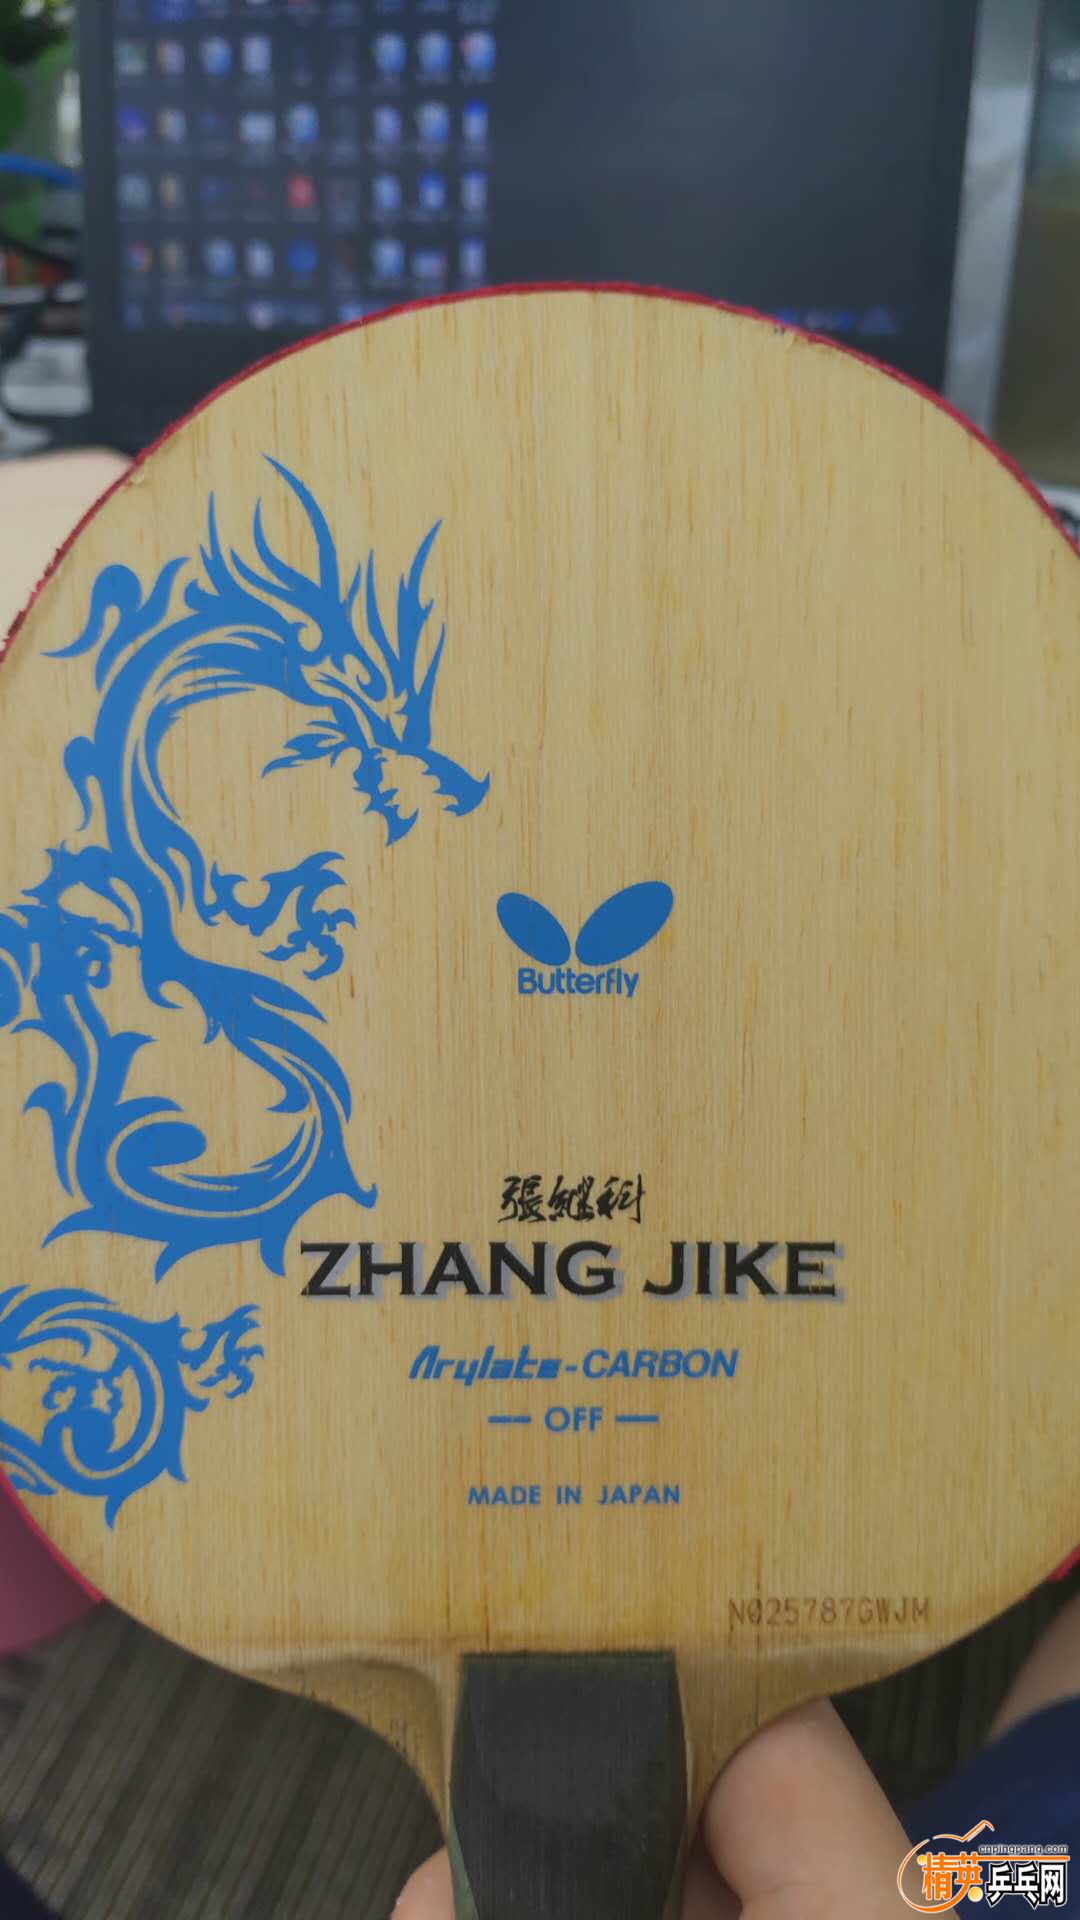 Butterfly
張継科
ZHANG JIKE
Arylate-CARBON
OFF
MADE IN JAPAN
N025787GWJM
cnpingpang.com
精英乒乓网